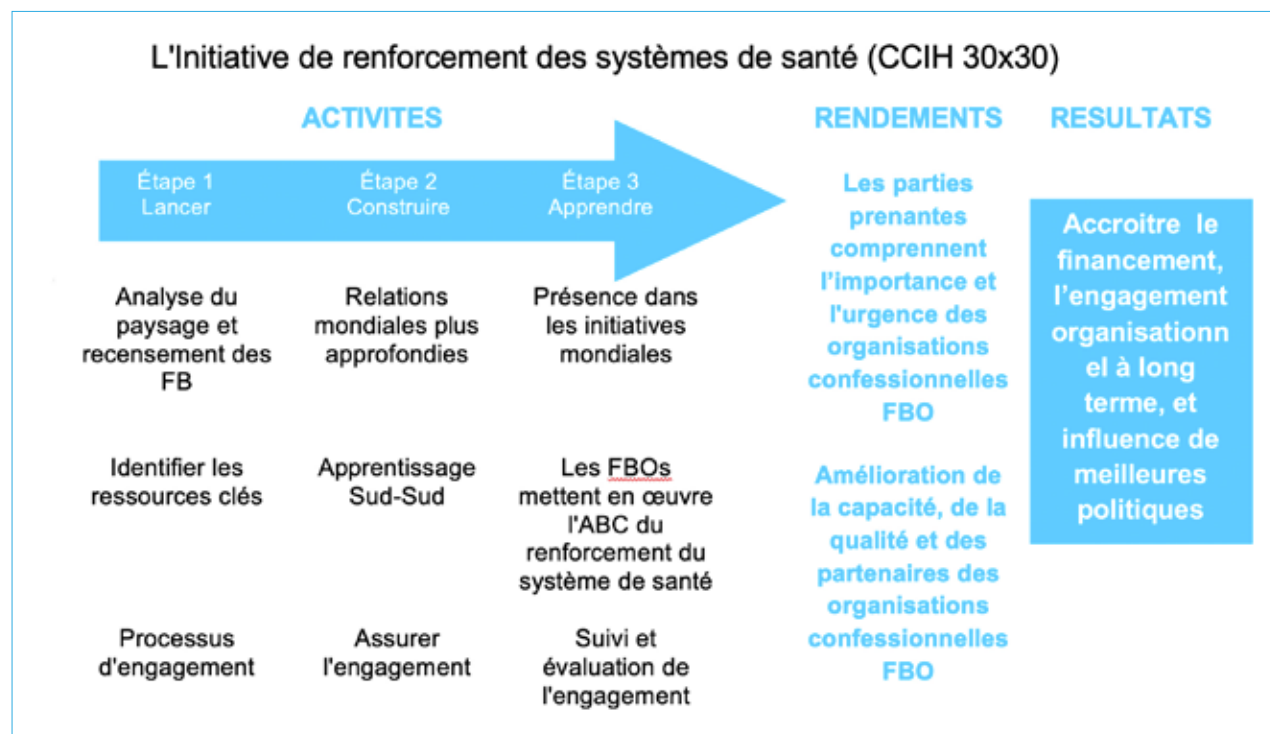 L'Initiative de renforcement des systèmes de santé (CCIH 30x30)
ACTIVITES
Étape 1
Lancer
Étape 2
Construire
Étape 3
Apprendre
Analyse du
paysage et
recensement des
FB
Relations
mondiales plus
approfondies
Présence dans
les initiatives
mondiales
Identifier les
ressources clés
Apprentissage
Sud-Sud
Les FBOs
mettent en œuvre
l'ABC du
renforcement du
système de santé
Processus
d'engagement
Assurer
l'engagement
Suivi et
évaluation de
l'engagement
RENDEMENTS
Les parties
prenantes
comprennent
l’importance et
l'urgence des
organisations
confessionnelles
FBO
Amélioration de
la capacité, de la
qualité et des
partenaires des
organisations
confessionnelles
FBO
RESULTATS
Accroitre le
financement,
l’engagement
organisationn
el à long
terme, et
influence de
meilleures
politiques